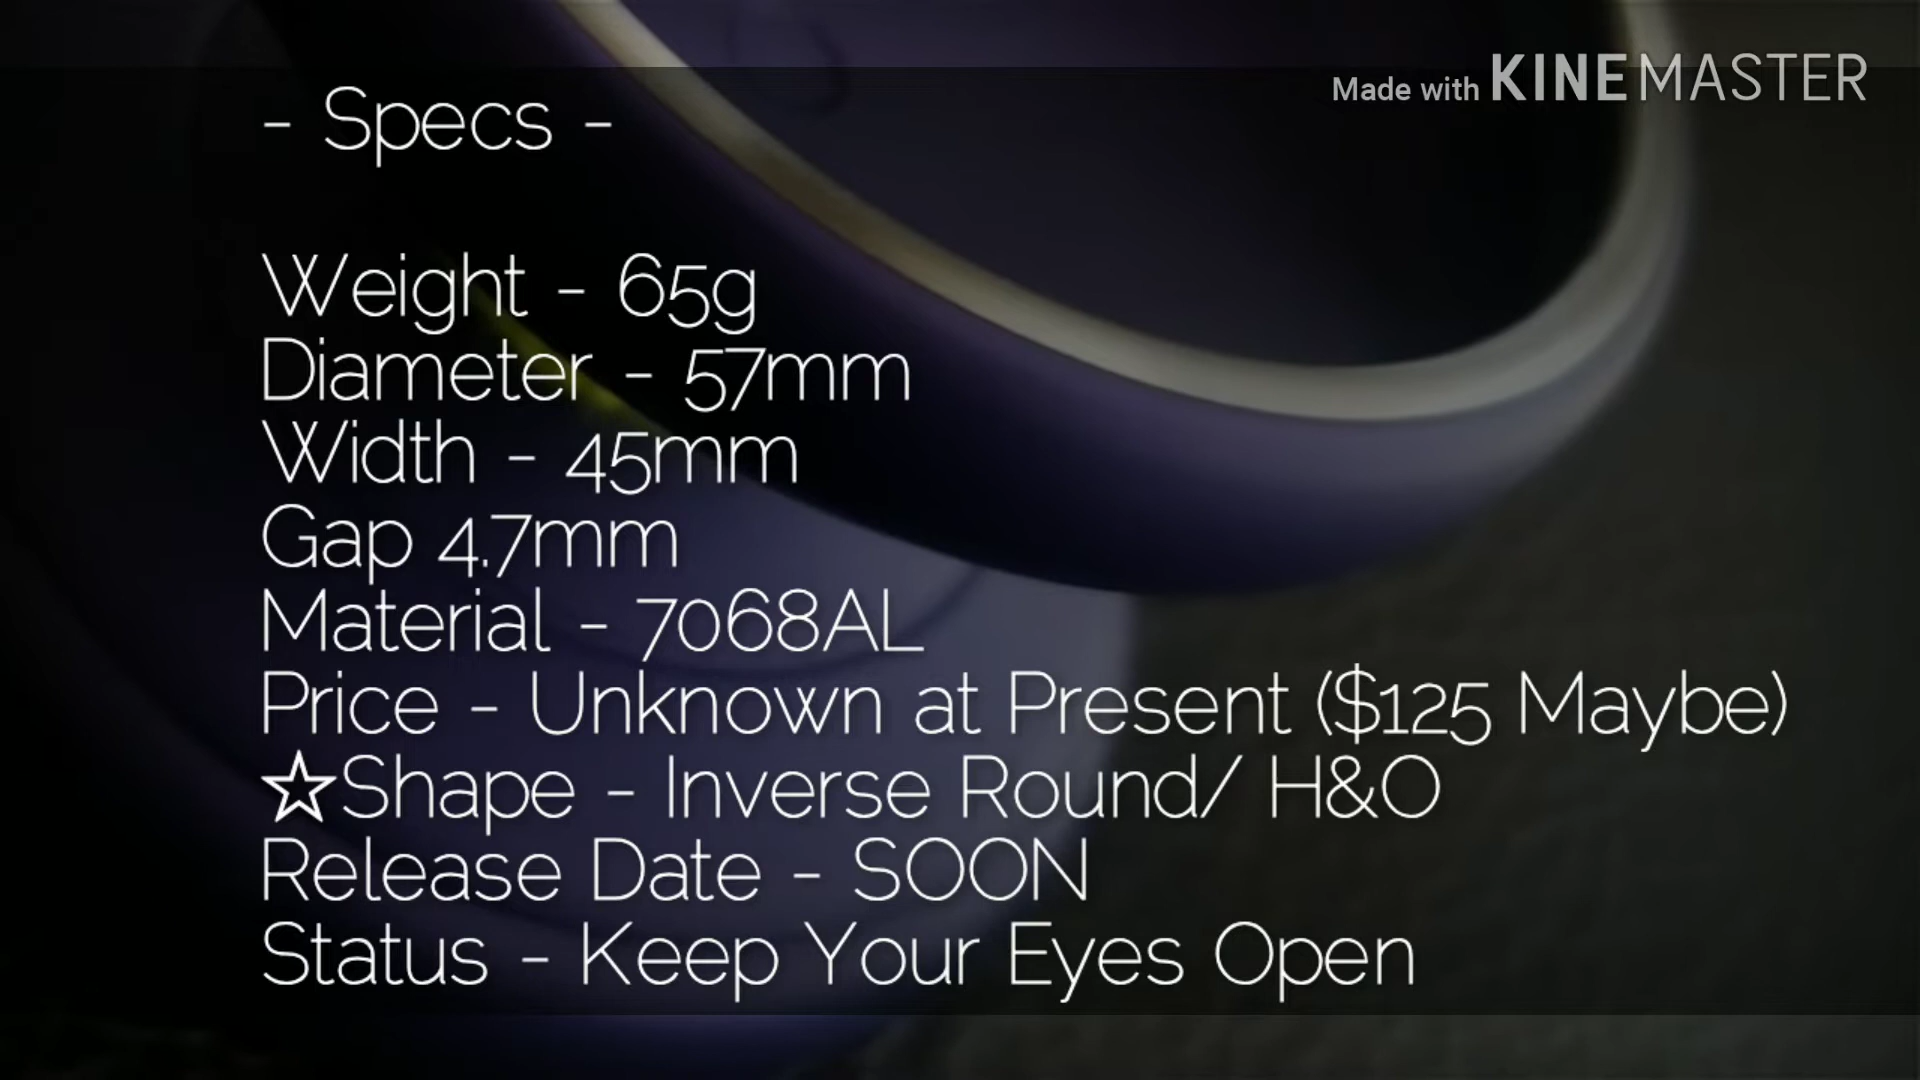 Made with KINEMASTER
- Specs -
Weight - 65g
Diameter - 57mm
Width - 45mm
Gap 4.7mm
Material - 7068AL
Price - Unknown at Present ($125 Maybe)
☆Shape - Inverse Round/ H&O
Release Date - SOON
Status - Keep Your Eyes Open